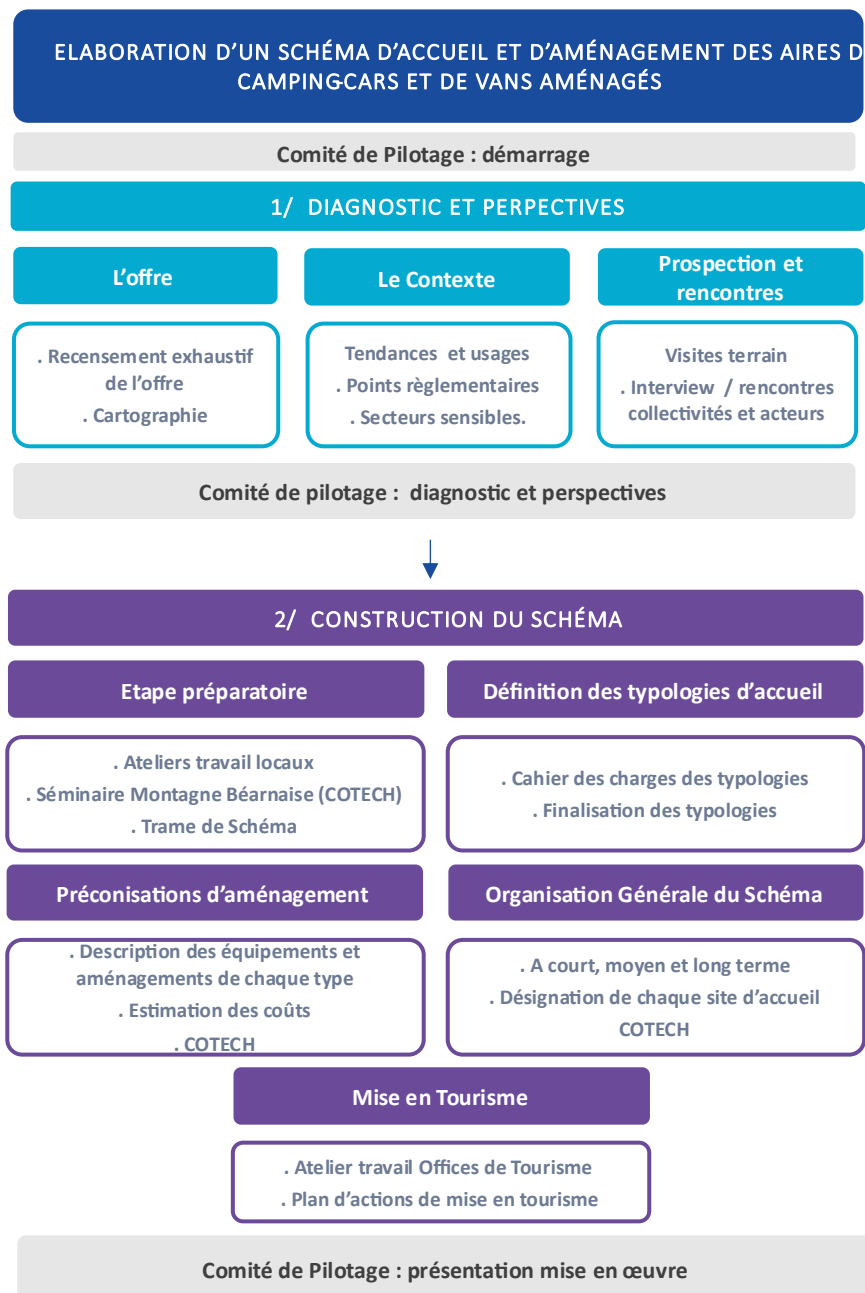 ELABORATION D'UN SCHÉMA D'ACCUEIL ET D'AMÉNAGEMENT DES AIRES D
CAMPING-CARS ET DE VANS AMÉNAGÉS
Comité de Pilotage : démarrage
1/ DIAGNOSTIC ET PERPECTIVES
L'offre
. Recensement exhaustif
de l'offre
. Cartographie
Le Contexte
Tendances et usages
. Points règlementaires
. Secteurs sensibles.
Prospection et
rencontres
Visites terrain
. Interview / rencontres
collectivités et acteurs
Comité de pilotage : diagnostic et perspectives
2/ CONSTRUCTION DU SCHÉMA
Etape préparatoire
. Ateliers travail locaux
. Séminaire Montagne Béarnaise (COTECH)
. Trame de Schéma
Définition des typologies d'accueil
. Cahier des charges des typologies
. Finalisation des typologies
Préconisations d'aménagement
. Description des équipements et
aménagements de chaque type
. Estimation des coûts
. COTECH
Organisation Générale du Schéma
. A court, moyen et long terme
. Désignation de chaque site d'accueil
COTECH
Mise en Tourisme
. Atelier travail Offices de Tourisme
. Plan d'actions de mise en tourisme
Comité de Pilotage : présentation mise en œuvre